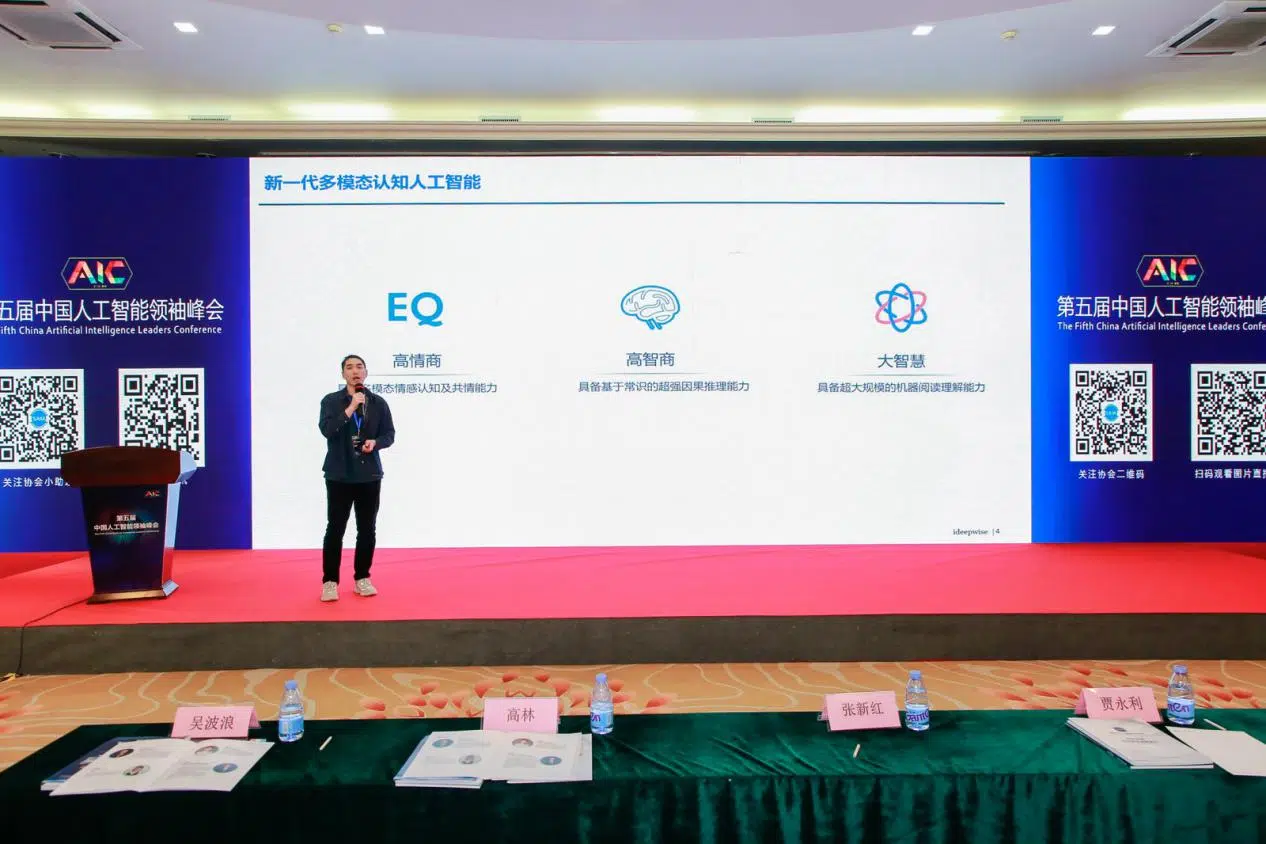 新一代多模态认知人工智能
EQ
高情商
多模态情感认知及共情能力
高智商
具备基于常识的超强因果推理能力
大智慧
具备超大规模的机器阅读理解能力
ideepwise | 4
AIC
五届中国人工智能领袖峰会
Fifth China Artificial Intelligence Leaders Conference
关注协会小助
AIC
第五届
中国人工智能领袖峰会
AIC
第五届中国人工智能领袖峰
The Fifth China Artificial Intelligence Leaders Confe
关注协会二维码
扫码观看图片直
吴波浪
高林
张新红
贾永利